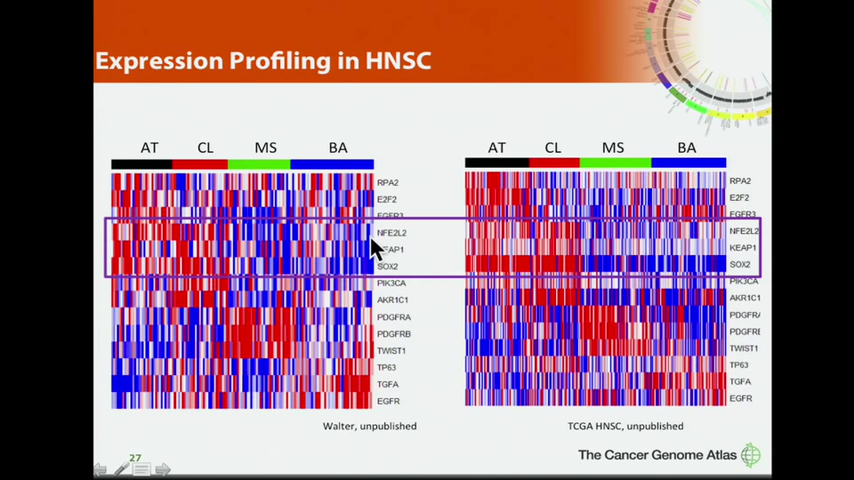 Expression Profiling in HNSC
AT CL MS BA
RPA2
E2F2
EGFR3
NFE2L2
KEAP1
SOX2
PIK3CA
AKR1C1
PDGFRA
PDGFRB
TWIST1
TP63
TGFA
EGFR
Walter, unpublished
AT CL MS BA
RPA2
E2F2
EGFR3
NFE2L2
KEAP1
SOX2
PIK3CA
AKR1C1
PDGFRA
PDGFRB
TWIST1
TP63
TGFA
EGFR
TCGA HNSC, unpublished
27
The Cancer Genome Atlas